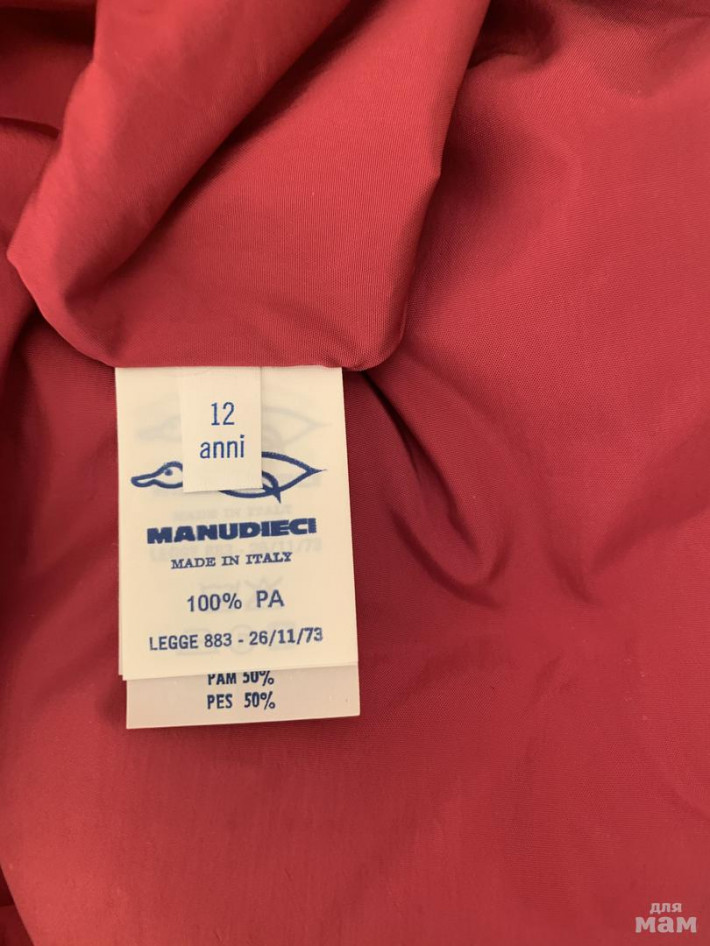 12
anni
MANUDIECI
MADE IN ITALY
100% PA
LEGGE 883 - 26/11/73
PAM 50%
PES 50%
для
мам